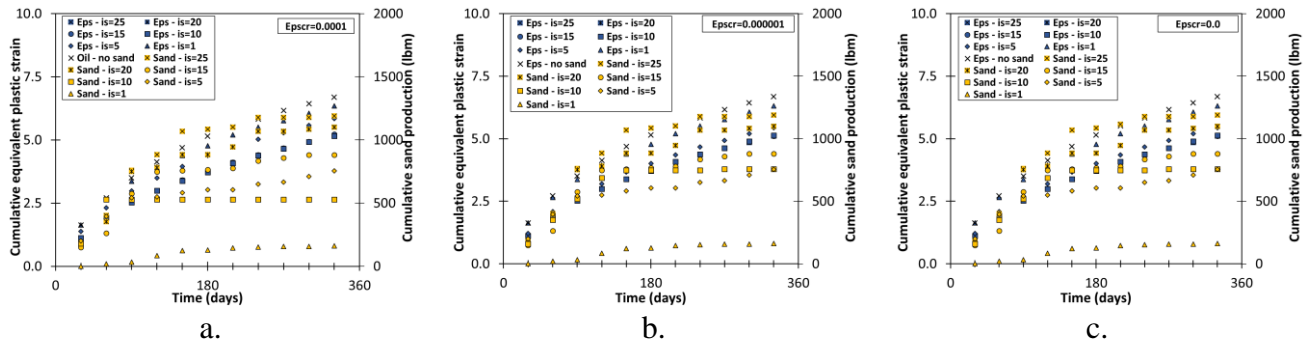 10.0
7.5
5.0
2.5
0.0
Cumulative equivalent plastic strain
Eps - is=25 Eps - is=20
Eps - is=15 Eps - is=10
Eps - is=5 Eps - is=1
Oil - no sand Sand - is=25
Sand - is=20 Sand - is=15
Sand - is=10 Sand - is=5
Sand - is=1
Epscr=0.0001
2000
1500
1000
500
0
Cumulative sand production (lbm)
0 180 360
Time (days)
a.
10.0
7.5
5.0
2.5
0.0
Cumulative equivalent plastic strain
Eps - is=25 Eps - is=20
Eps - is=15 Eps - is=10
Eps - is=5 Eps - is=1
Eps - no sand Sand - is=25
Sand - is=20 Sand - is=15
Sand - is=10 Sand - is=5
Sand - is=1
Epscr=0.000001
2000
1500
1000
500
0
Cumulative sand production (lbm)
0 180 360
Time (days)
b.
10.0
7.5
5.0
2.5
0.0
Cumulative equivalent plastic strain
Eps - is=25 Eps - is=20
Eps - is=15 Eps - is=10
Eps - is=5 Eps - is=1
Eps - no sand Sand - is=25
Sand - is=20 Sand - is=15
Sand - is=10 Sand - is=5
Sand - is=1
Epscr=0.0
2000
1500
1000
500
0
Cumulative sand production (lbm)
0 180 360
Time (days)
c.